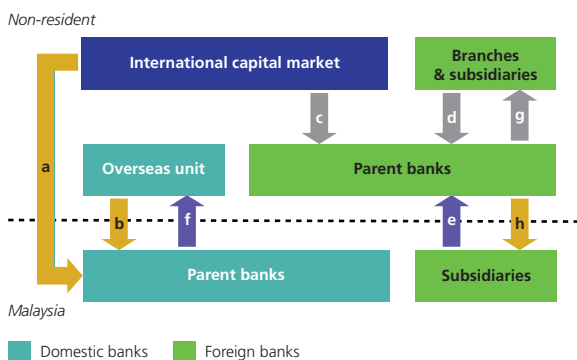 Non-resident
International capital market
Branches
& subsidiaries
c
d
g
a
Overseas unit
Parent banks
b
f
e
h
Parent banks
Subsidiaries
Malaysia
Domestic banks
Foreign banks